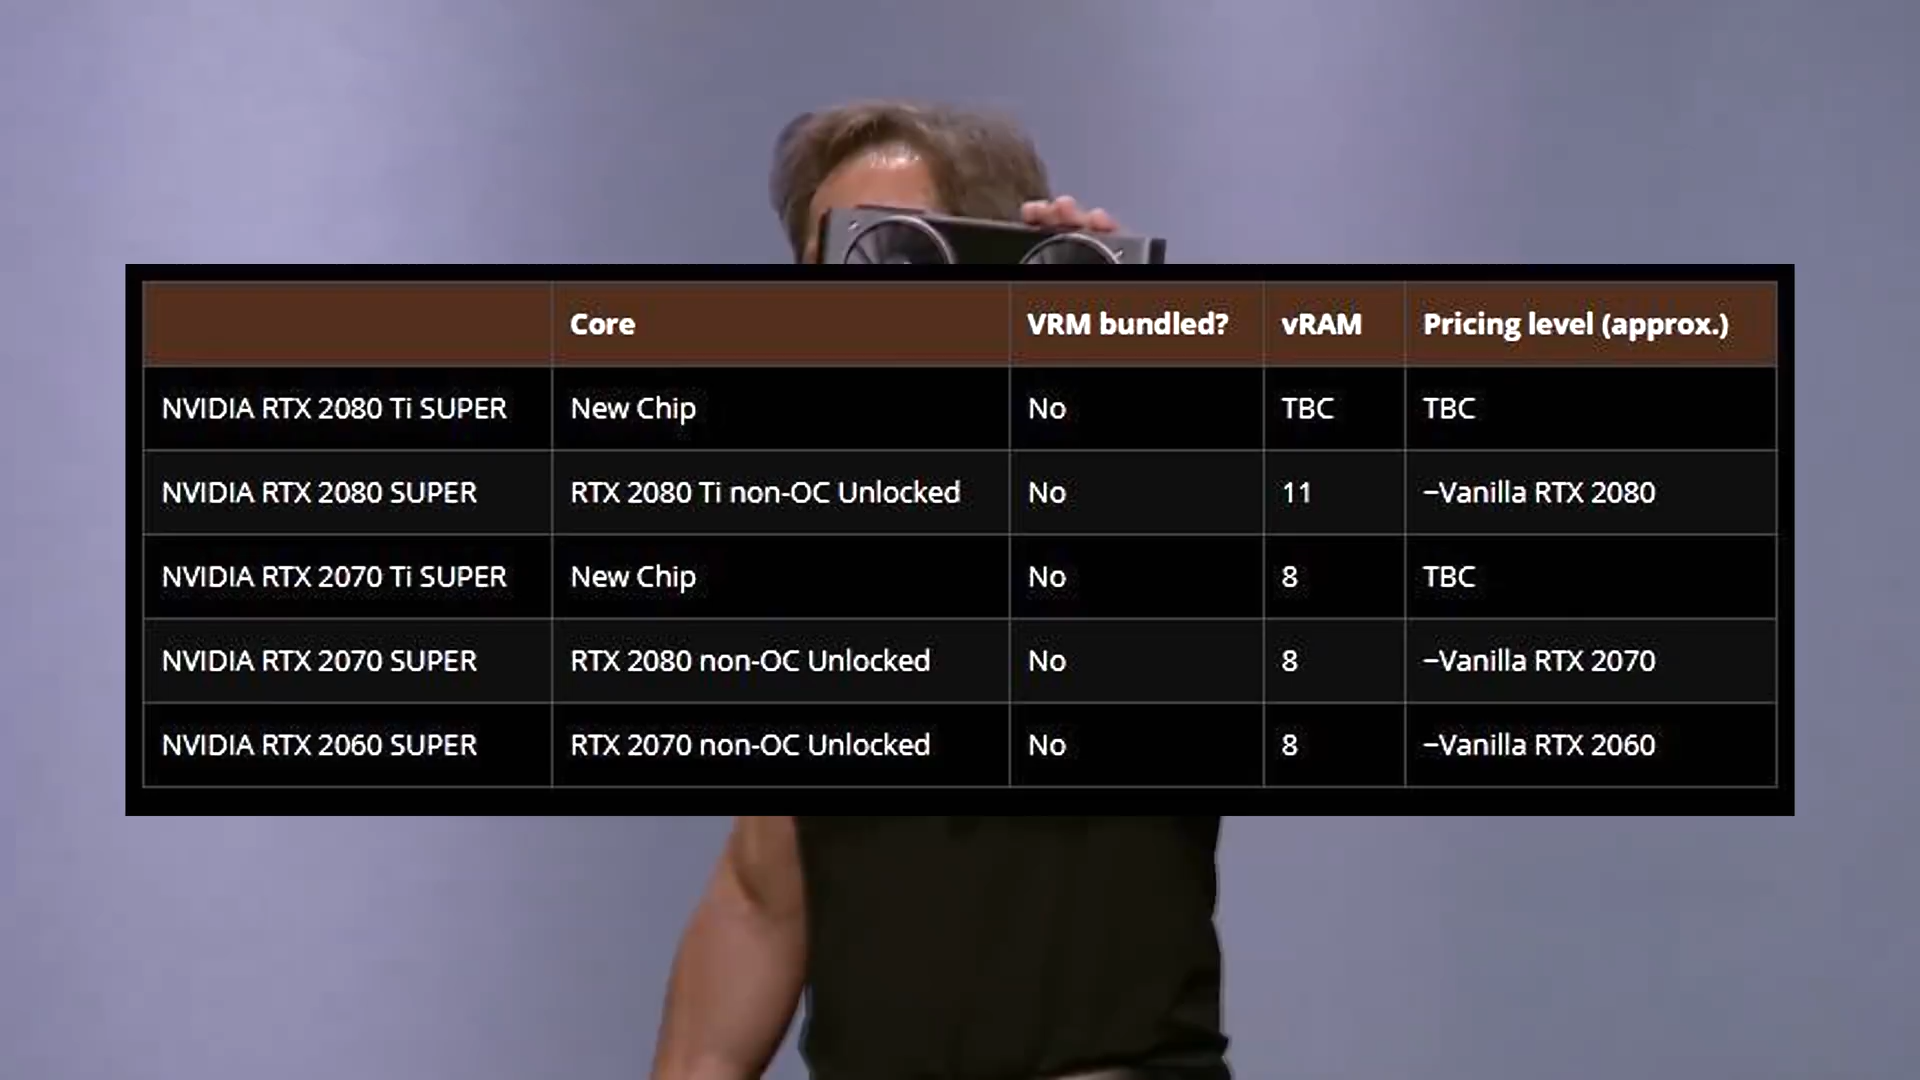 Core VRM bundled? vRAM Pricing level (approx.)
NVIDIA RTX 2080 Ti SUPER New Chip No TBC TBC
NVIDIA RTX 2080 SUPER RTX 2080 Ti non-OC Unlocked No 11 ~Vanilla RTX 2080
NVIDIA RTX 2070 Ti SUPER New Chip No 8 TBC
NVIDIA RTX 2070 SUPER RTX 2080 non-OC Unlocked No 8 ~Vanilla RTX 2070
NVIDIA RTX 2060 SUPER RTX 2070 non-OC Unlocked No 8 ~Vanilla RTX 2060